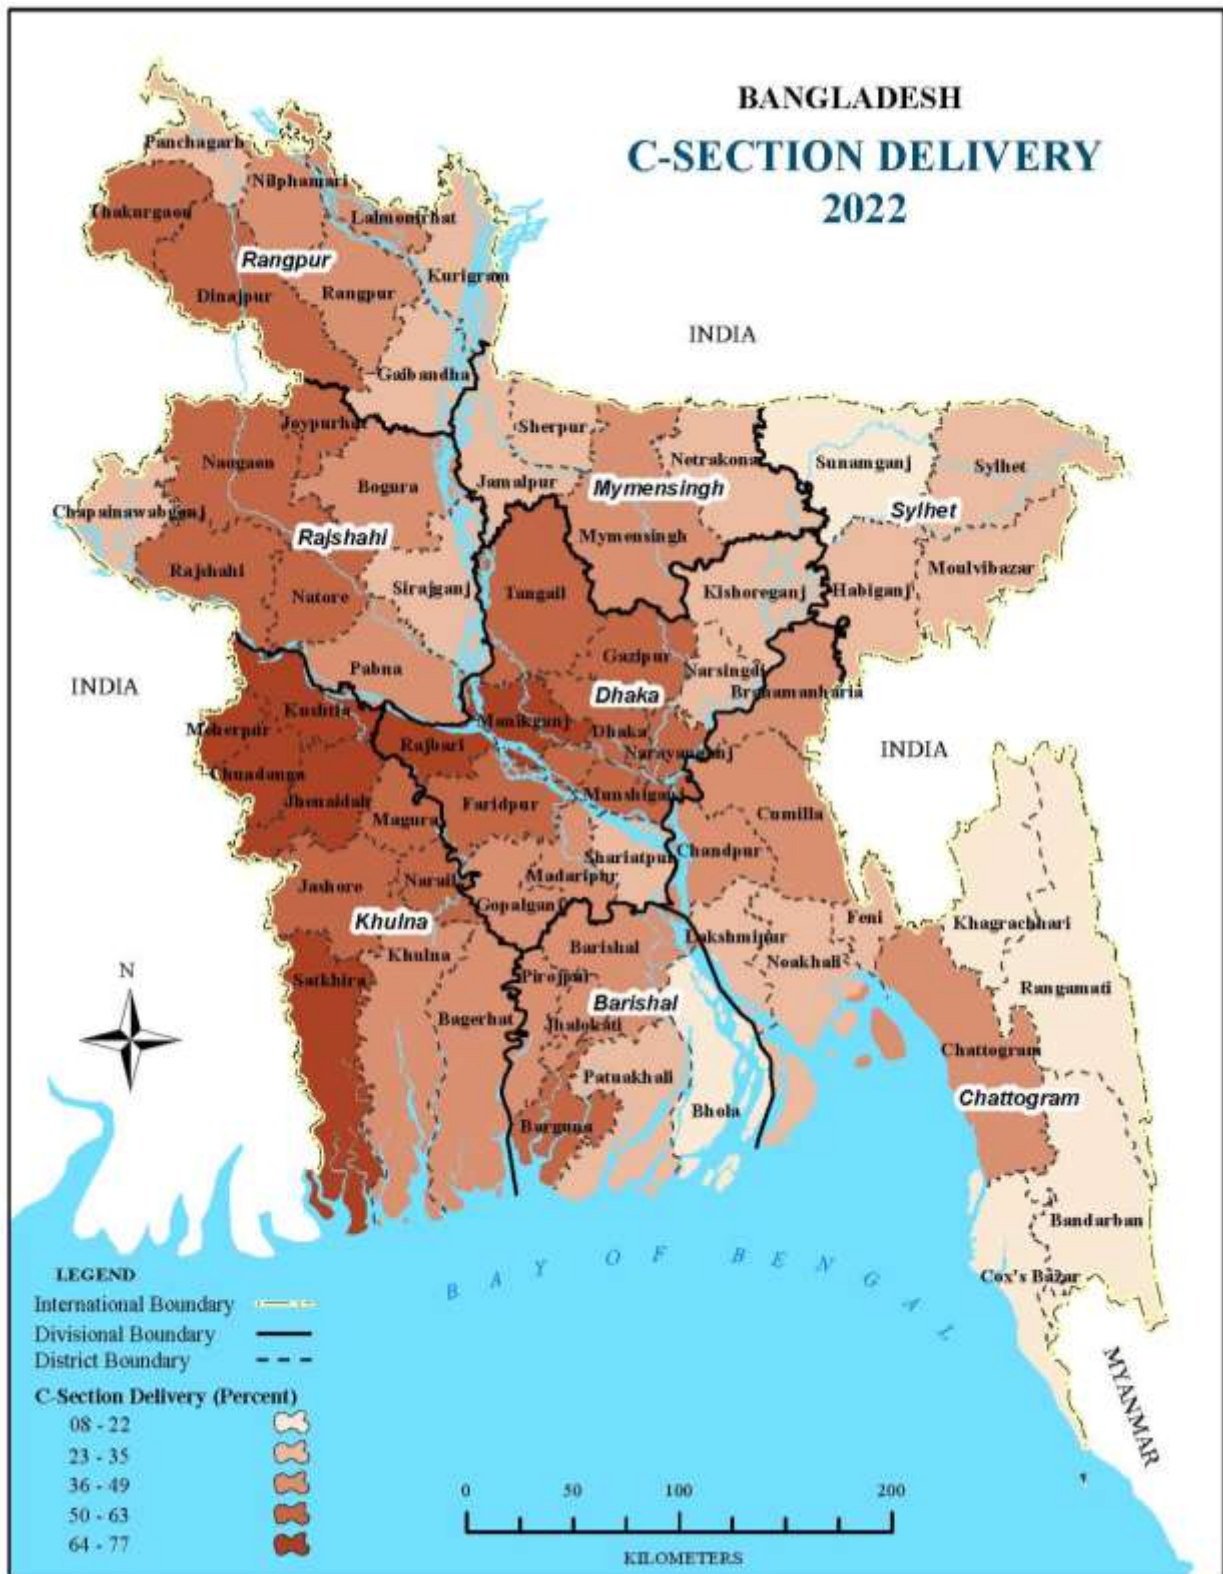 BANGLADESH
C-SECTION DELIVERY
2022
Panchagarh
Nilphamari
Thakurgaon
Lalmonirhat
Rangpur
Kurigram
Dinajpur
Rangpur
INDIA
Gaibandha
Joypurhat
Sherpur
Naogaon
Netrokona
Sunamganj
Sylhet
Bogura
Jamalpur
Mymensingh
Chapainawabganj
Sylhet
Rajshahi
Mymensingh
Rajshahi
Moulvibazar
Sirajganj
Tangail
Kishoreganj
Habiganj
Natore
Gazipur
Pabna
Narsingdi
INDIA
Dhaka
Brahamanbaria
Kushtia
Manikganj
Meherpur
Dhaka
Rajbari
Narayanganj
INDIA
Chuadanga
Jhenaidah
Munshiganj
Faridpur
Magura
Cumilla
Shariatpur
Chandpur
Jashore
Narail
Madaripur
Gopalganj
Khulna
Feni
Khagrachhari
Lakshmipur
Khulna
Barishal
Noakhali
N
Satkhira
Pirojpur
Rangamati
Barishal
Bagerhat
Jhalokati
Chattogram
Patuakhali
Chattogram
Bhola
Barguna
Bandarban
BAY OF BENGAL
Cox's Bazar
MYANMAR
LEGEND
International Boundary
Divisional Boundary
District Boundary
C-Section Delivery (Percent)
08 - 22
23 - 35
36 - 49
50 - 63
64 - 77
0 50 100 200
KILOMETERS